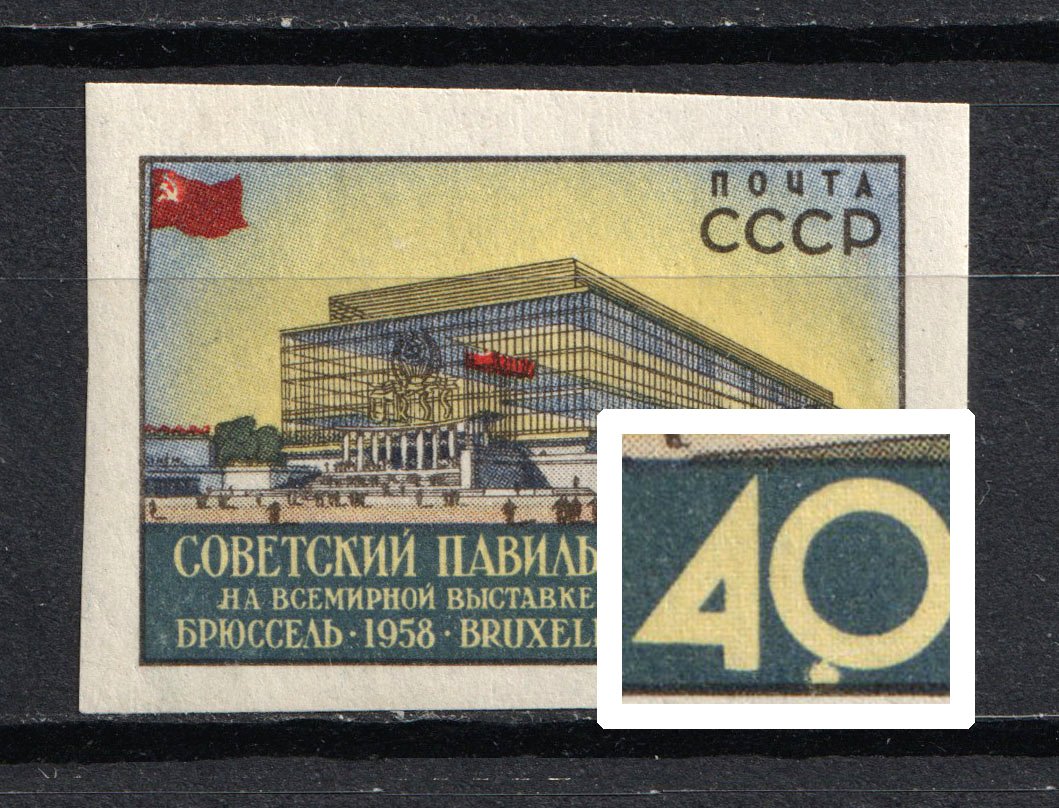 ПОЧТА
СССР
СОВЕТСКИЙ ПАВИЛЬ
НА ВСЕМИРНОЙ ВЫСТАВКЕ
БРЮССЕЛЬ · 1958 · BRUXEL
40